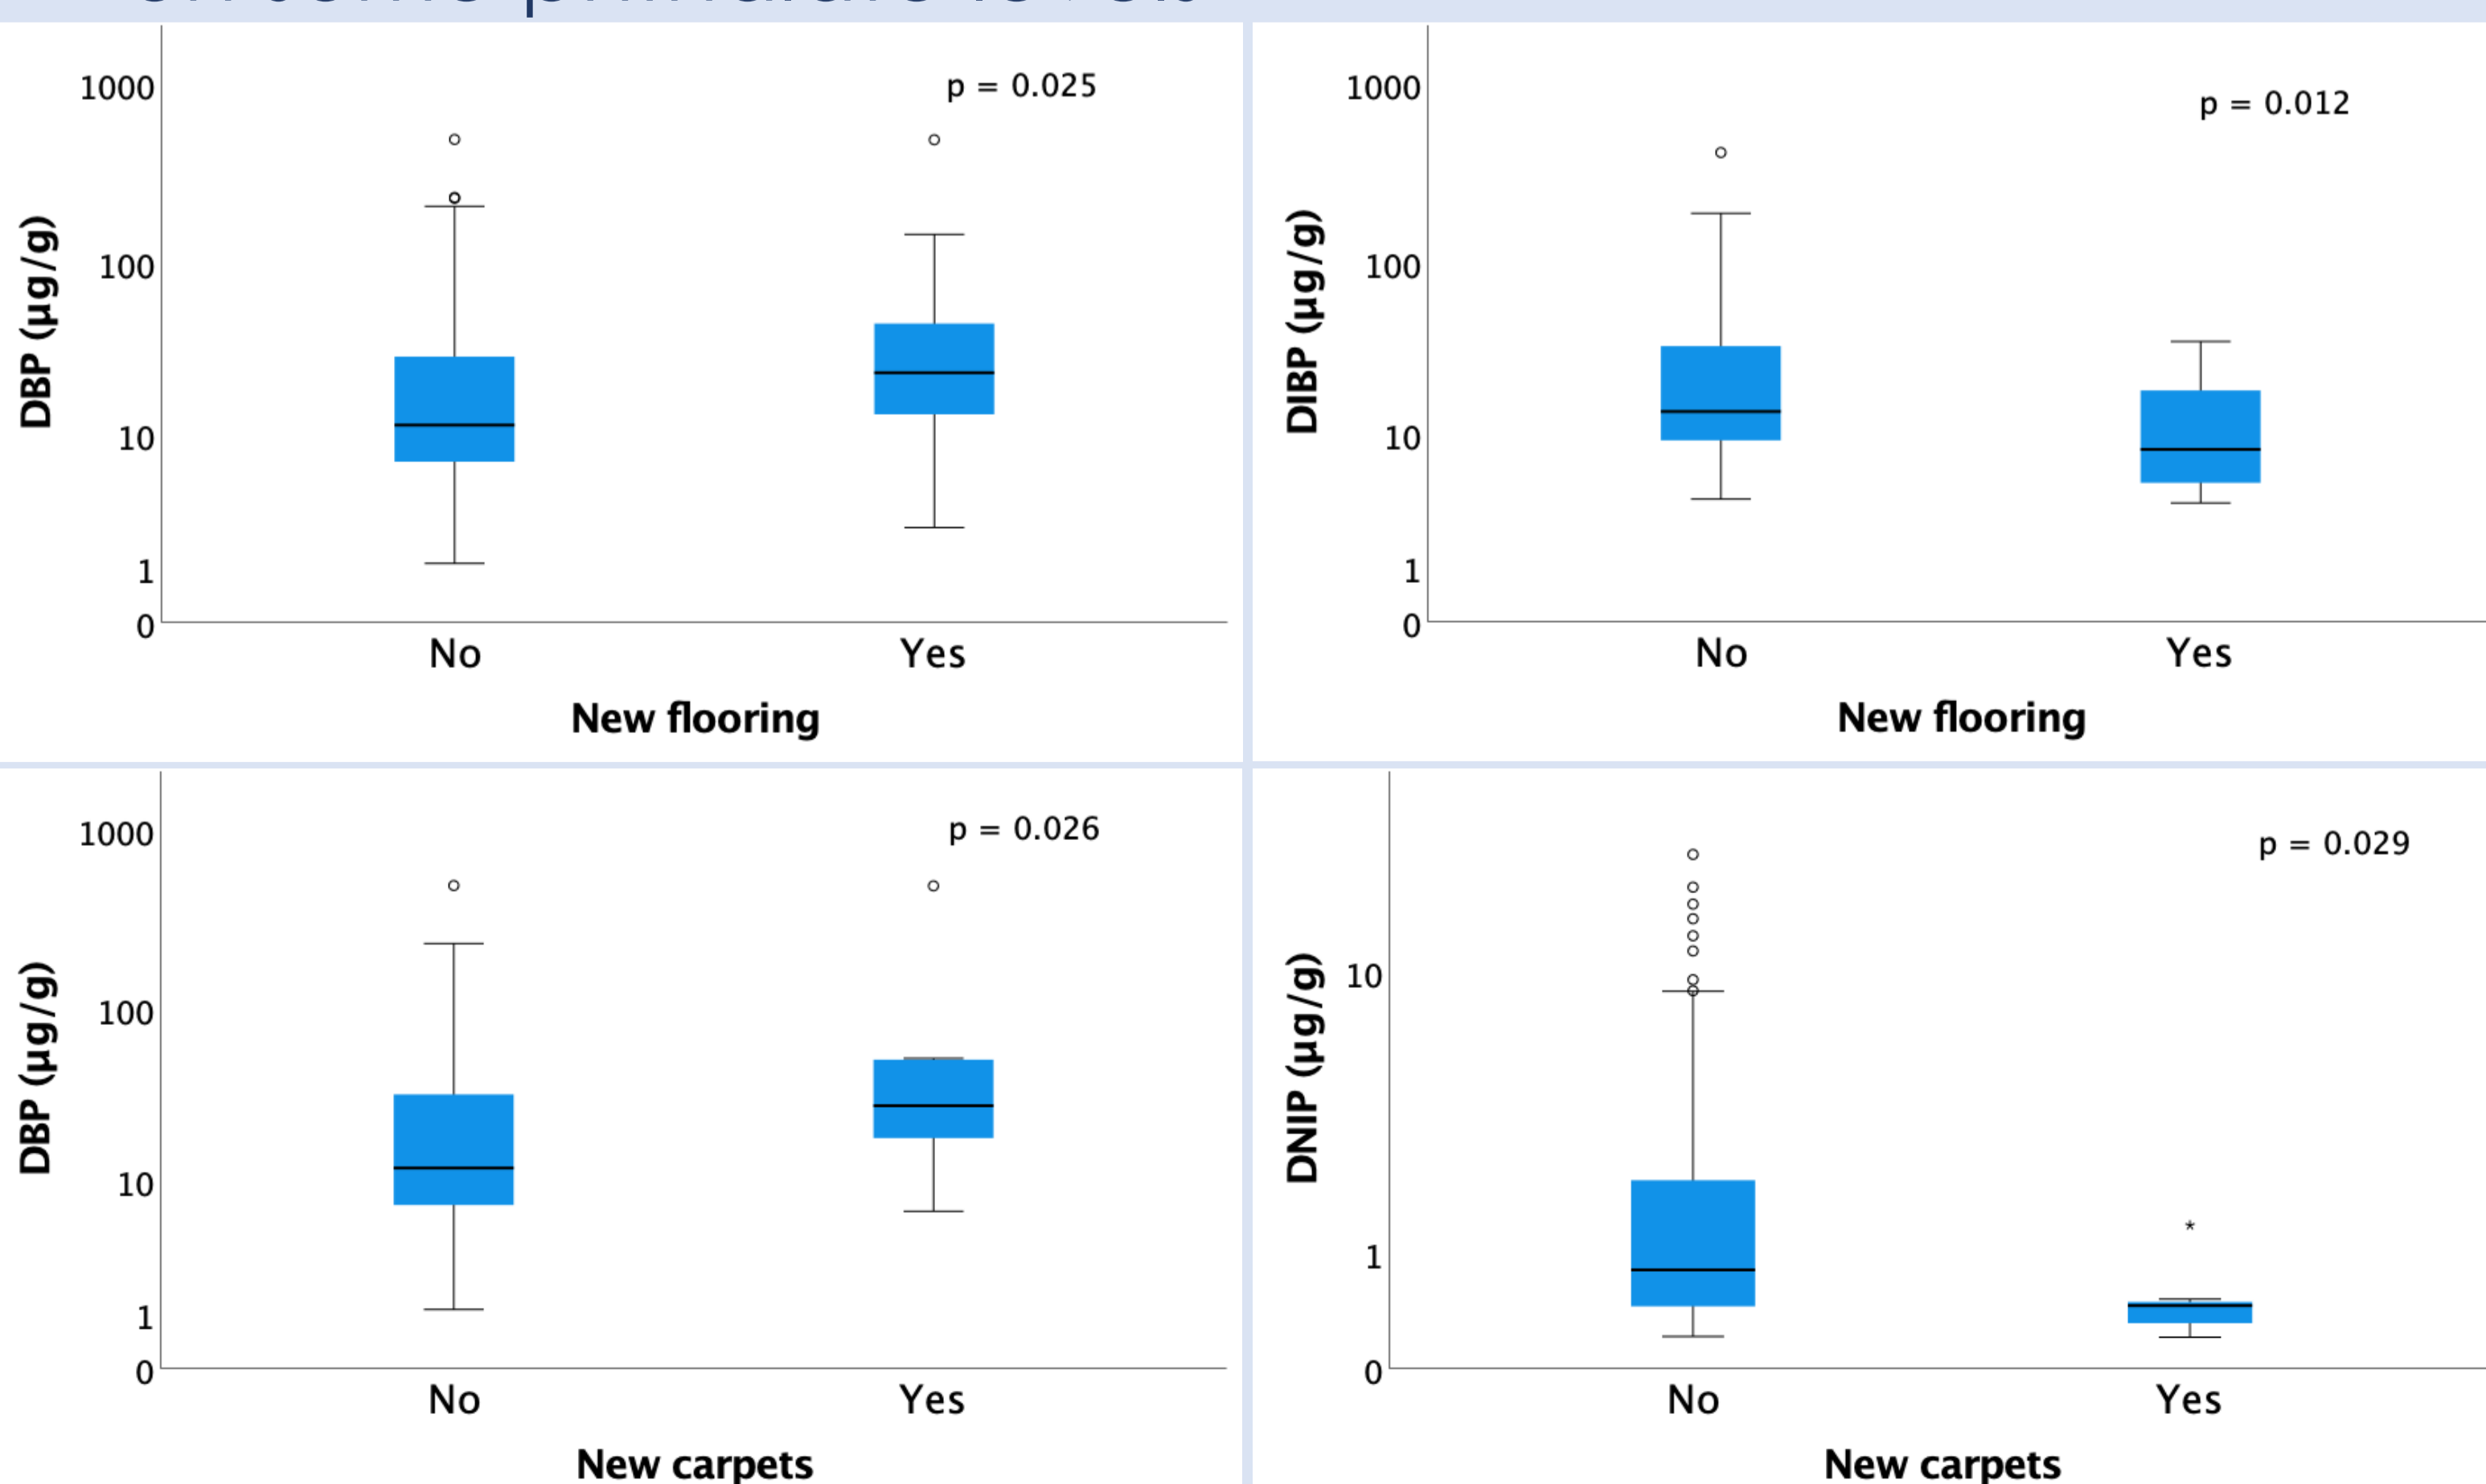 1000
100
10
1
0
DBP (µg/g)
p = 0.025
No
Yes
New flooring
1000
100
10
1
0
DIBP (µg/g)
p = 0.012
No
Yes
New flooring
1000
100
10
1
0
DBP (µg/g)
p = 0.026
No
Yes
New carpets
10
1
0
DNIP (µg/g)
p = 0.029
*
No
Yes
New carpets